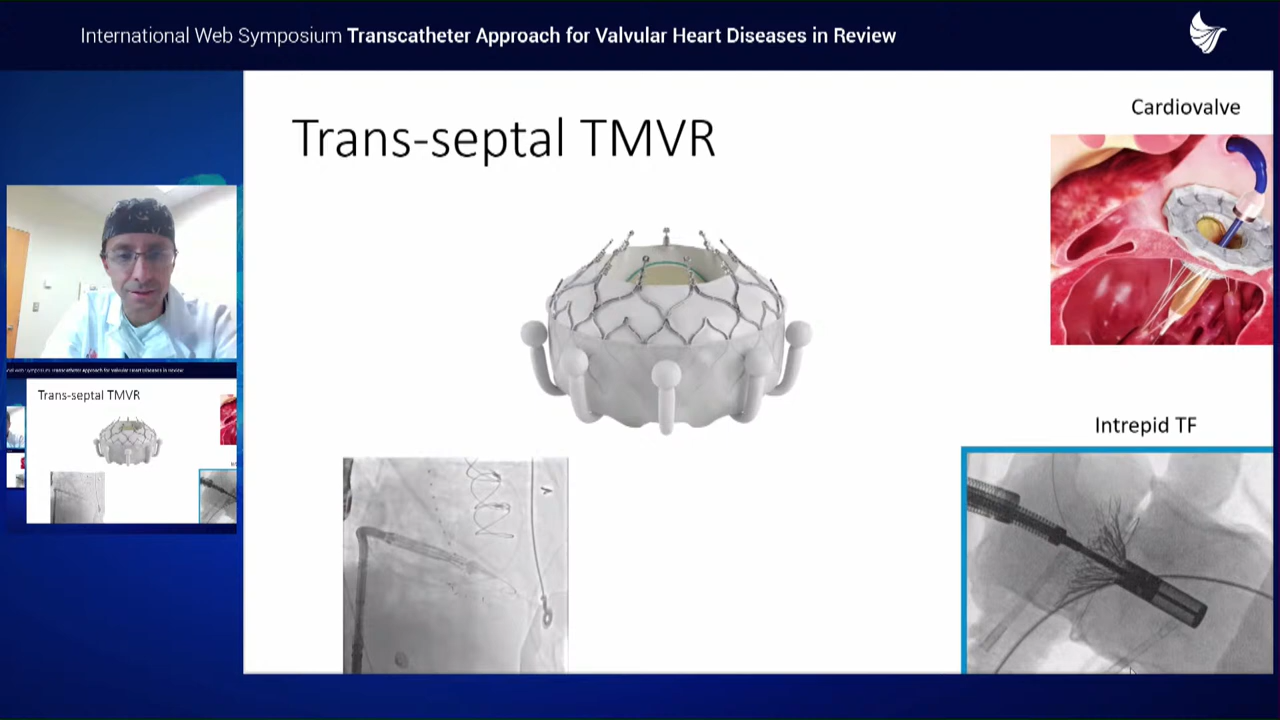 International Web Symposium Transcatheter Approach for Valvular Heart Diseases in Review
Trans-septal TMVR
Cardiovalve
Intrepid TF
Trans-septal TMVR